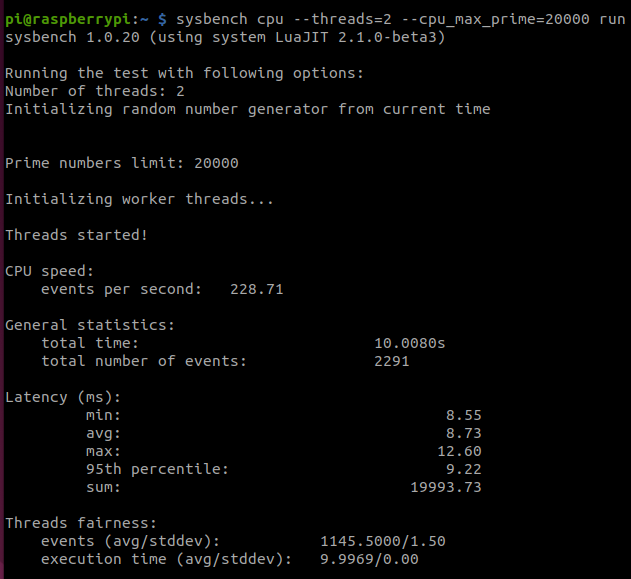 pi@raspberrypi:~ $ sysbench cpu --threads=2 --cpu_max_prime=20000 run
sysbench 1.0.20 (using system LuaJIT 2.1.0-beta3)
Running the test with following options:
Number of threads: 2
Initializing random number generator from current time
Prime numbers limit: 20000
Initializing worker threads...
Threads started!
CPU speed:
events per second: 228.71
General statistics:
total time: 10.0080s
total number of events: 2291
Latency (ms):
min: 8.55
avg: 8.73
max: 12.60
95th percentile: 9.22
sum: 19993.73
Threads fairness:
events (avg/stddev): 1145.5000/1.50
execution time (avg/stddev): 9.9969/0.00